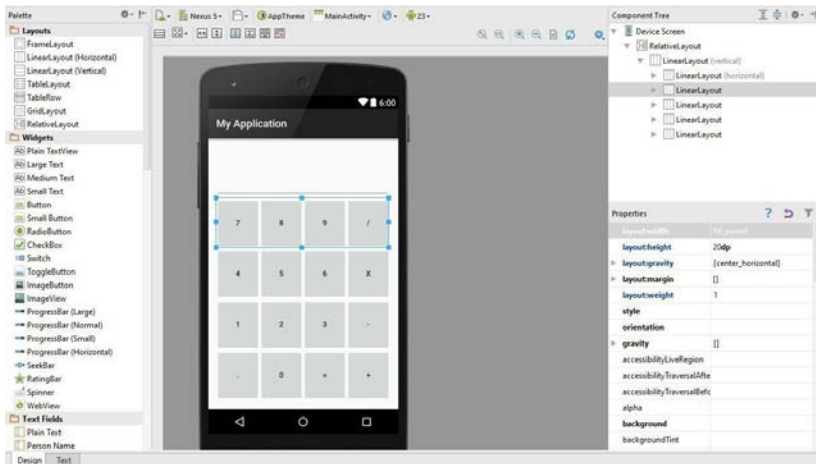 Palette
Nexus 5-
AppTheme
MainActivity-
23-
Component Tree
Layouts
FrameLayout
LinearLayout (Horizontal)
LinearLayout (Vertical)
TableLayout
TableRow
GridLayout
RelativeLayout
Widgets
Plain TextView
Large Text
Medium Text
Small Text
Button
Small Button
RadioButton
CheckBox
Switch
ToggleButton
ImageButton
ImageView
ProgressBar (Large)
ProgressBar (Normal)
ProgressBar (Small)
ProgressBar (Horizontal)
SeekBar
RatingBar
Spinner
WebView
Text Fields
Plain Text
Person Name
Design Text
6:00
My Application
7 8 9 /
4 5 6 X
1 2 3 -
. 0 = +
Device Screen
RelativeLayout
LinearLayout (vertical)
LinearLayout (horizontal)
LinearLayout
LinearLayout
LinearLayout
LinearLayout
Properties ?
layout:width fill_parent
layout:height 20dp
layout:gravity [center_horizontal]
layout:margin []
layout:weight 1
style
orientation
gravity []
accessibilityLiveRegion
accessibilityTraversalAfte
accessibilityTraversalBefc
alpha
background
backgroundTint